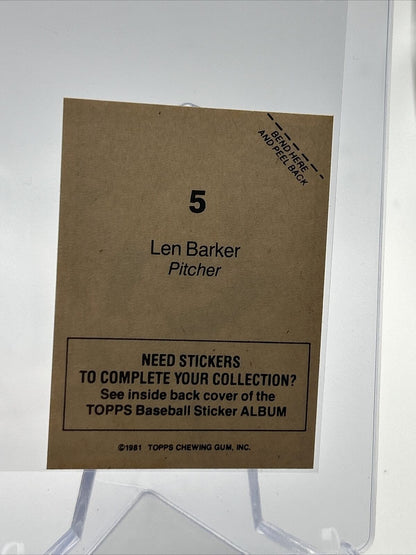 BEND HERE
AND PEEL BACK
5
Len Barker
Pitcher
NEED STICKERS
TO COMPLETE YOUR COLLECTION?
See inside back cover of the
TOPPS Baseball Sticker ALBUM
©1981 TOPPS CHEWING GUM, INC.